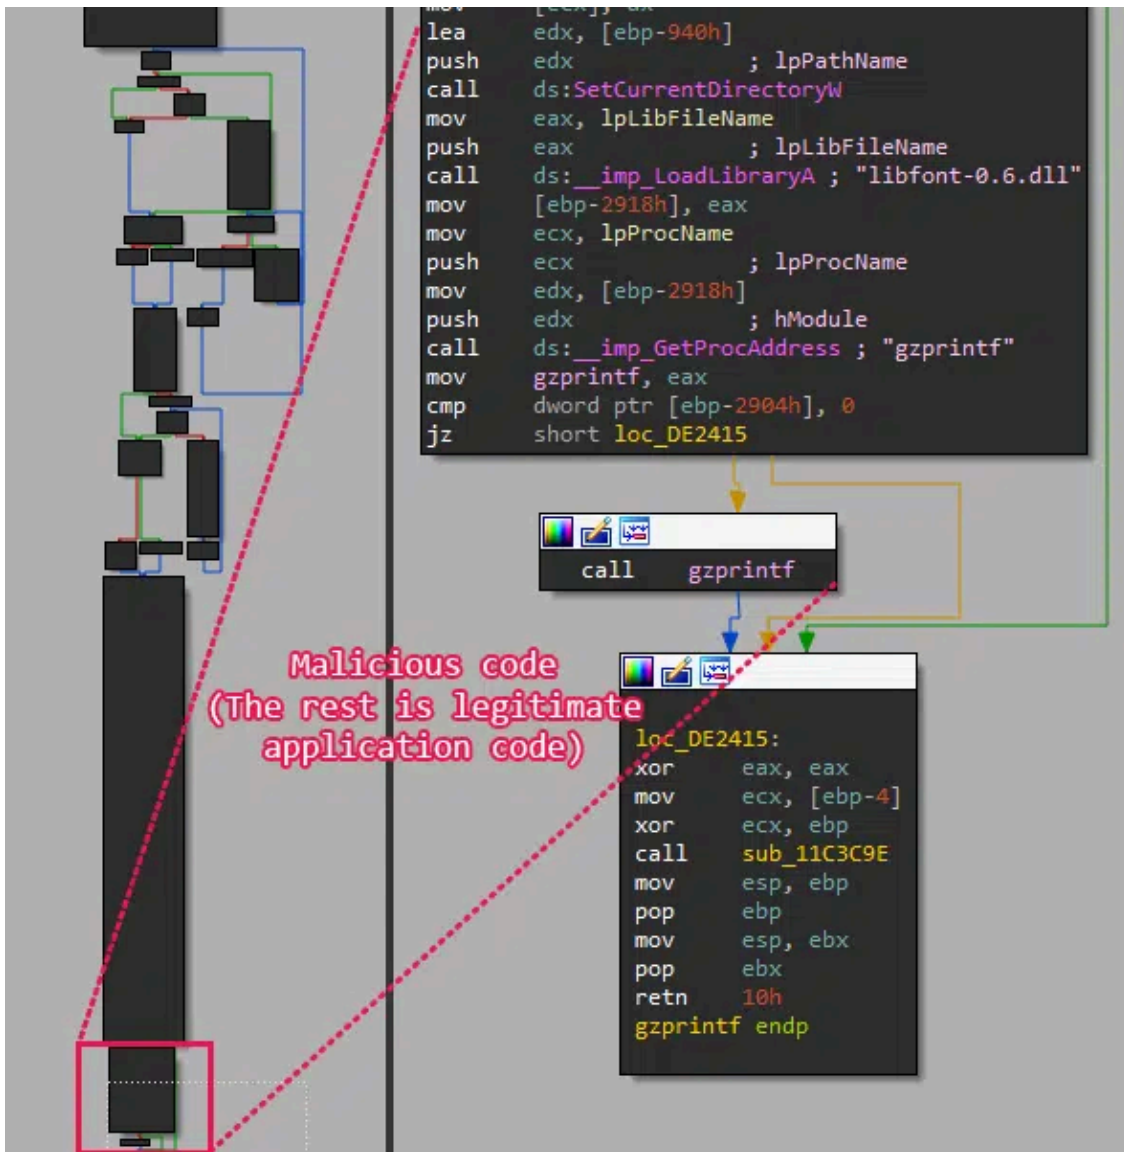 lea edx, [ebp-940h]
push edx ; lpPathName
call ds:SetCurrentDirectoryW
mov eax, lpLibFileName
push eax ; lpLibFileName
call ds:__imp_LoadLibraryA ; "libfont-0.6.dll"
mov [ebp-2918h], eax
mov ecx, lpProcName
push ecx ; lpProcName
mov edx, [ebp-2918h]
push edx ; hModule
call ds:__imp_GetProcAddress ; "gzprintf"
mov gzprintf, eax
cmp dword ptr [ebp-2904h], 0
jz short loc_DE2415
call gzprintf
Malicious code
(The rest is legitimate
application code)
loc_DE2415:
xor eax, eax
mov ecx, [ebp-4]
xor ecx, ebp
call sub_11C3C9E
mov esp, ebp
pop ebp
mov esp, ebx
pop ebx
retn 10h
gzprintf endp